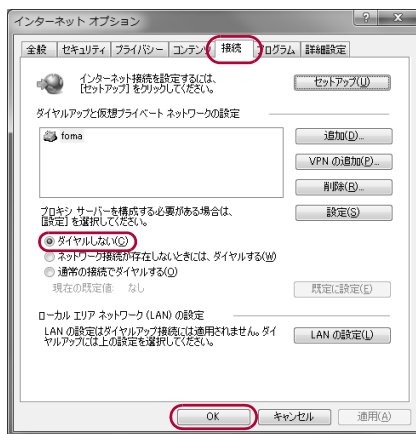 インターネット オプション
全般 セキュリティ プライバシー コンテンツ 接続 プログラム 詳細設定
インターネット接続を設定するには、
[セットアップ] をクリックしてください。
セットアップ(U)
ダイヤルアップと仮想プライベート ネットワークの設定
foma
追加(D)...
VPN の追加(P)...
削除(R)...
プロキシ サーバーを構成する必要がある場合は、
[設定] を選択してください。
設定(S)
ダイヤルしない(C)
ネットワーク接続が存在しないときには、ダイヤルする(W)
通常の接続でダイヤルする(O)
現在の既定値: なし
既定に設定(E)
ローカル エリア ネットワーク (LAN) の設定
LAN の設定はダイヤルアップ接続には適用されません。ダイ
ヤルアップには上の設定を選択してください。
LAN の設定(L)
OK キャンセル 適用(A)